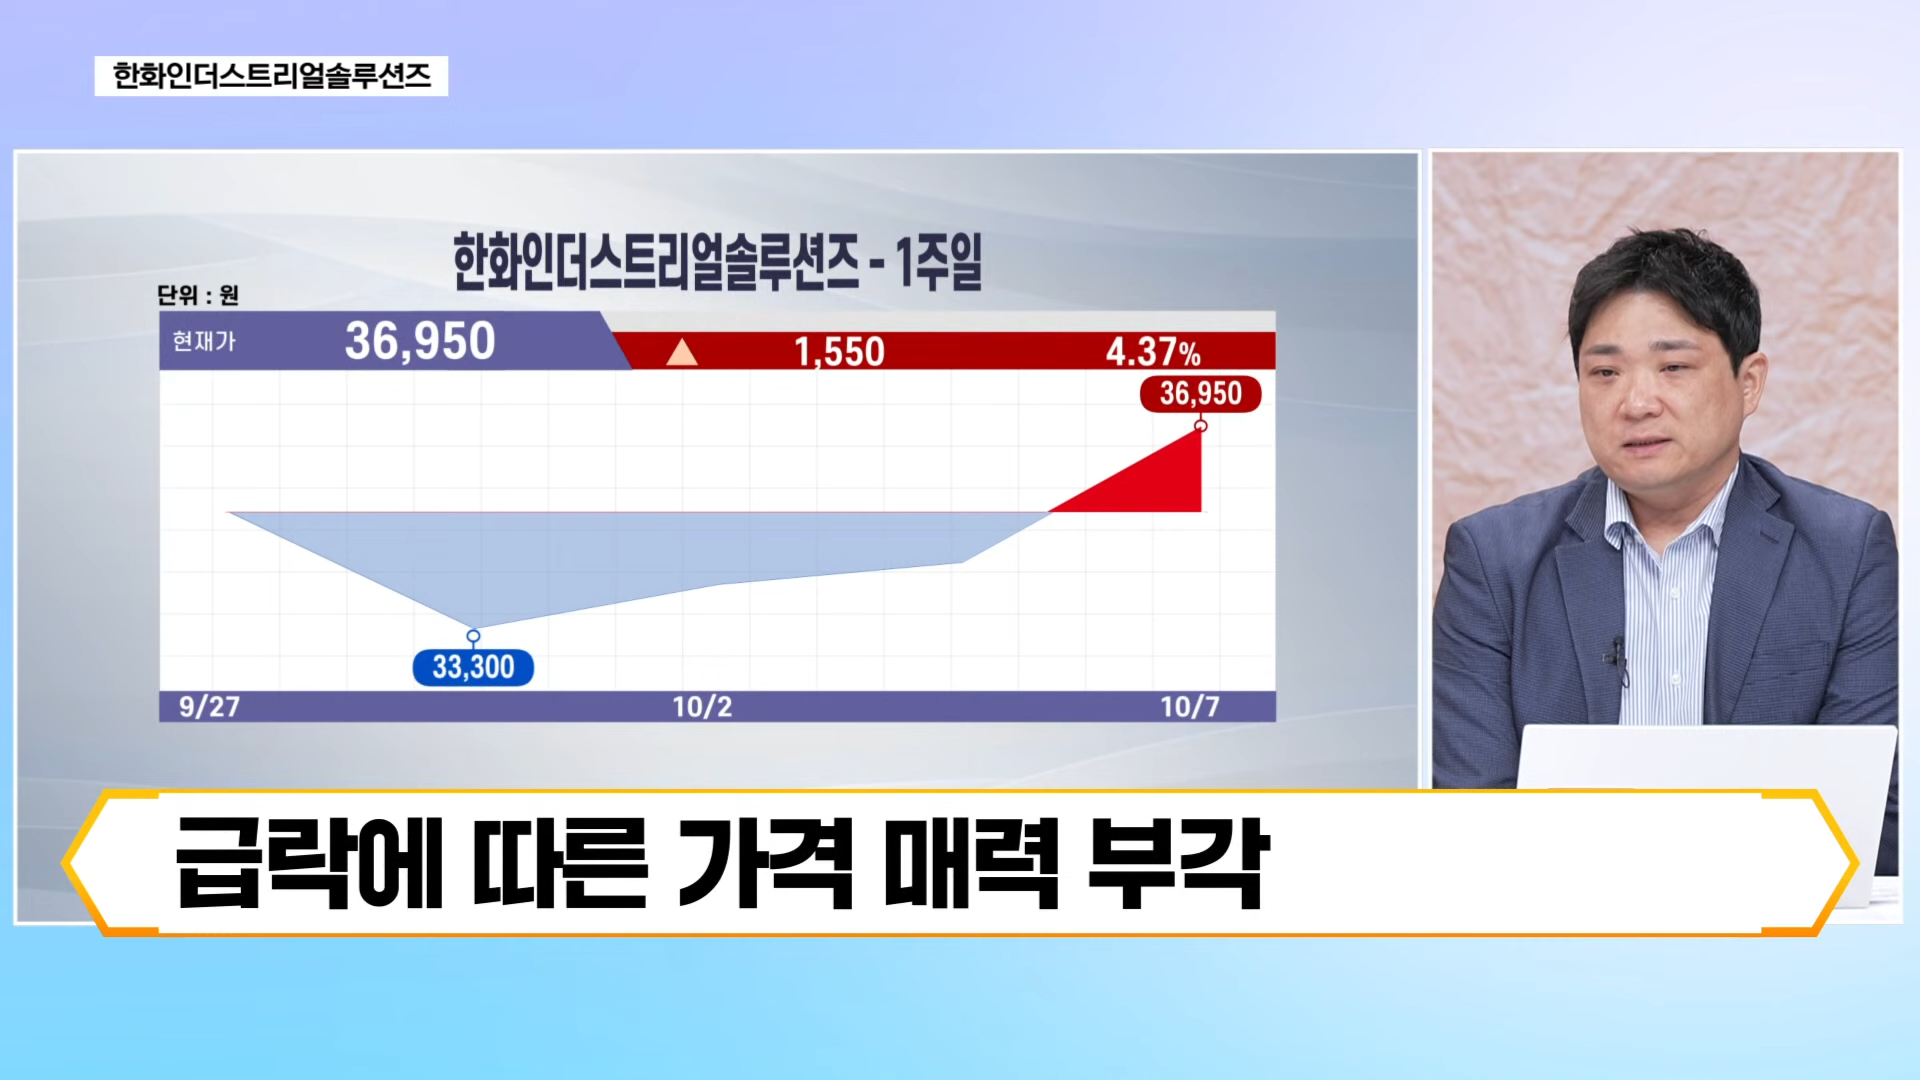 한화인더스트리얼솔루션즈
한화인더스트리얼솔루션즈 - 1주일
단위 : 원
현재가 36,950 ▲ 1,550 4.37%
36,950
33,300
9/27 10/2 10/7
급락에 따른 가격 매력 부각